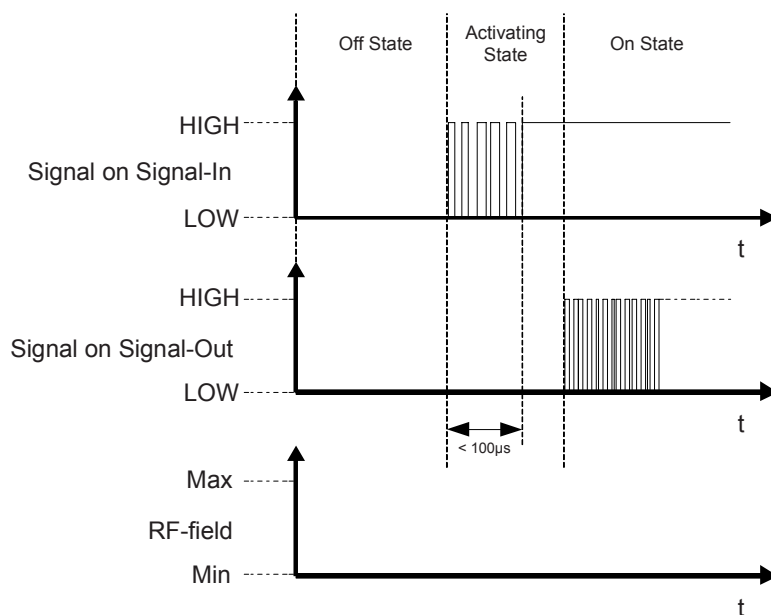 Off State
Activating
State
On State
HIGH
Signal on Signal-In
LOW
t
HIGH
Signal on Signal-Out
LOW
t
< 100µs
Max
RF-field
Min
t